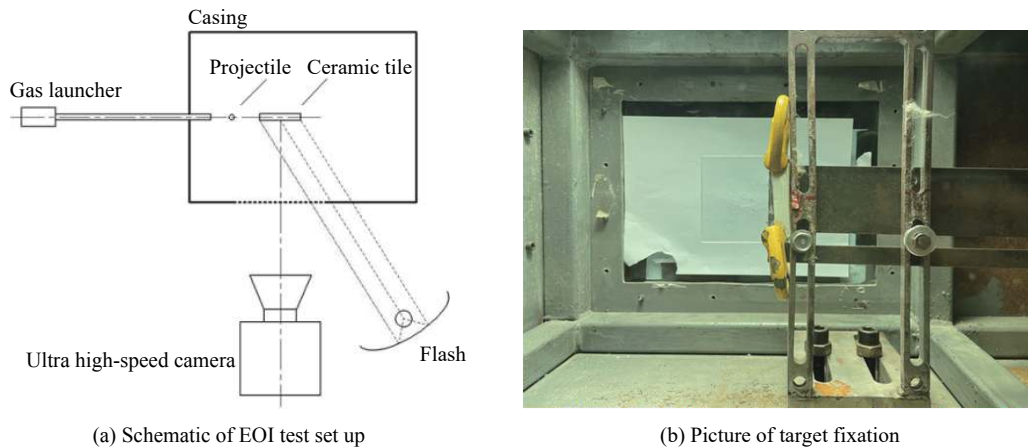 Casing
Projectile
Ceramic tile
Gas launcher
Ultra high-speed camera
Flash
(a) Schematic of EOI test set up
(b) Picture of target fixation